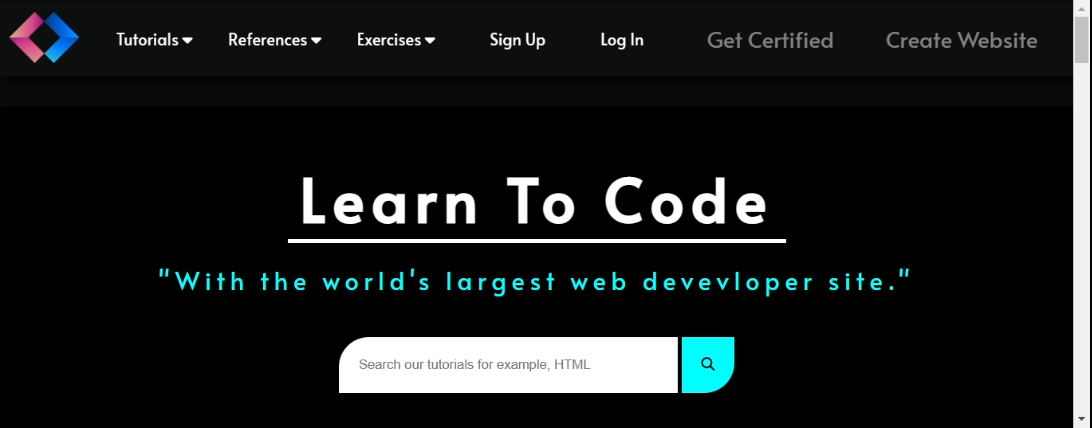 Tutorials References Exercises Sign Up Log In Get Certified Create Website
Learn To Code
"With the world's largest web devevloper site."
Search our tutorials for example, HTML